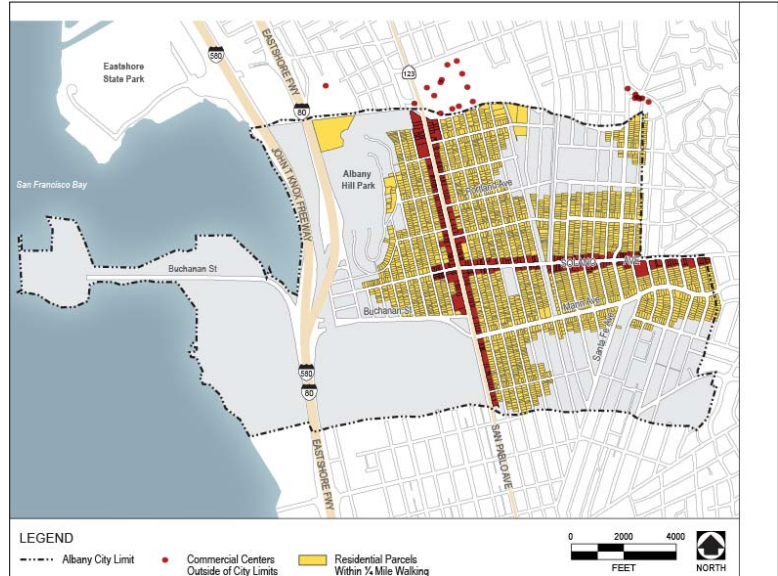 Eastshore
State Park
580
EASTSHORE FWY
123
80
San Francisco Bay
JOHN T KNOX FREEWAY
Albany
Hill Park
Portland Ave
Buchanan St
SOLANO AVE
Buchanan St
Marin Ave
Santa Fe Ave
580
80
EASTSHORE FWY
SAN PABLO AVE
LEGEND
Albany City Limit
Commercial Centers
Outside of City Limits
Residential Parcels
Within ¼ Mile Walking
0 2000 4000
FEET
NORTH